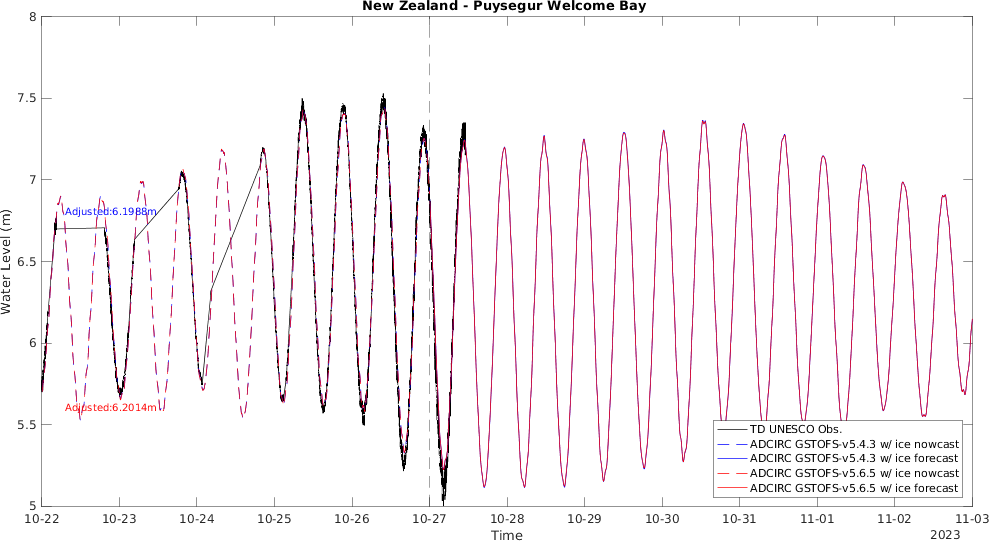 New Zealand - Puysegur Welcome Bay
8
7.5
7
6.5
6
5.5
5
Water Level (m)
Adjusted:6.1988m
Adjusted:6.2014m
TD UNESCO Obs.
ADCIRC GSTOFS-v5.4.3 w/ ice nowcast
ADCIRC GSTOFS-v5.4.3 w/ ice forecast
ADCIRC GSTOFS-v5.6.5 w/ ice nowcast
ADCIRC GSTOFS-v5.6.5 w/ ice forecast
10-22 10-23 10-24 10-25 10-26 10-27 10-28 10-29 10-30 10-31 11-01 11-02 11-03
Time
2023